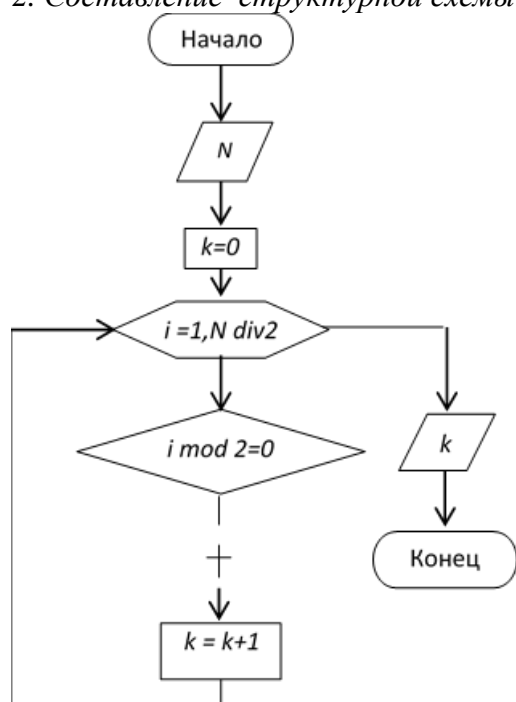 2. Составление структурной схемы
Начало
N
k=0
i =1,N div2
i mod 2=0
k
+
Конец
k = k+1